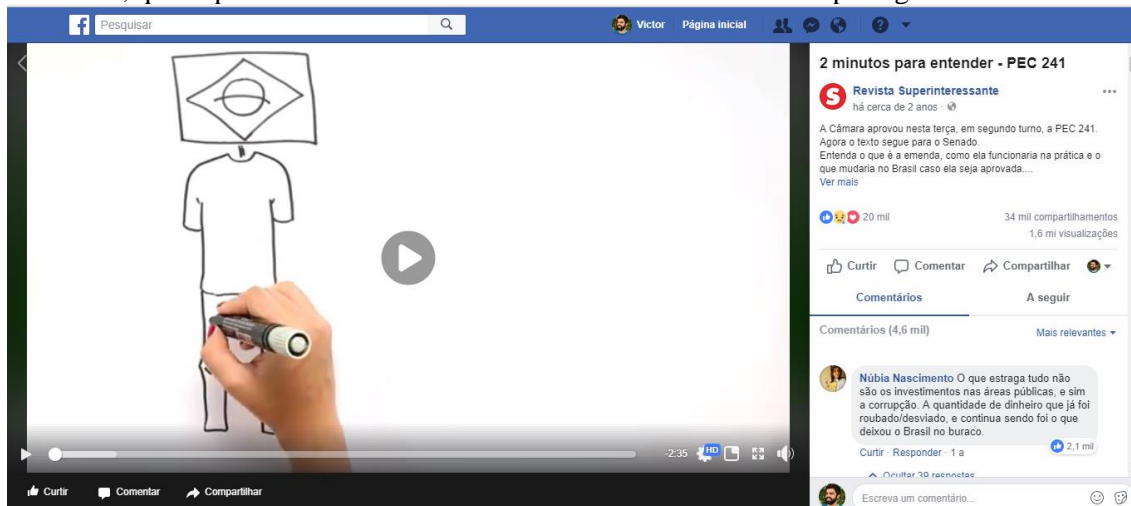 Pesquisar
Victor
Página inicial
2 minutos para entender - PEC 241
Revista Superinteressante
há cerca de 2 anos
A Câmara aprovou nesta terça, em segundo turno, a PEC 241.
Agora o texto segue para o Senado.
Entenda o que é a emenda, como ela funcionaria na prática e o
que mudaria no Brasil caso ela seja aprovada....
Ver mais
20 mil
34 mil compartilhamentos
1,6 mi visualizações
Curtir
Comentar
Compartilhar
Comentários
A seguir
Comentários (4,6 mil)
Mais relevantes
Núbia Nascimento O que estraga tudo não
são os investimentos nas áreas públicas, e sim
a corrupção. A quantidade de dinheiro que já foi
roubado/desviado, e continua sendo foi o que
deixou o Brasil no buraco.
2,1 mil
Curtir · Responder · 1 a
Ocultar 39 respostas
Escreva um comentário...
-2:35
HD
Curtir
Comentar
Compartilhar